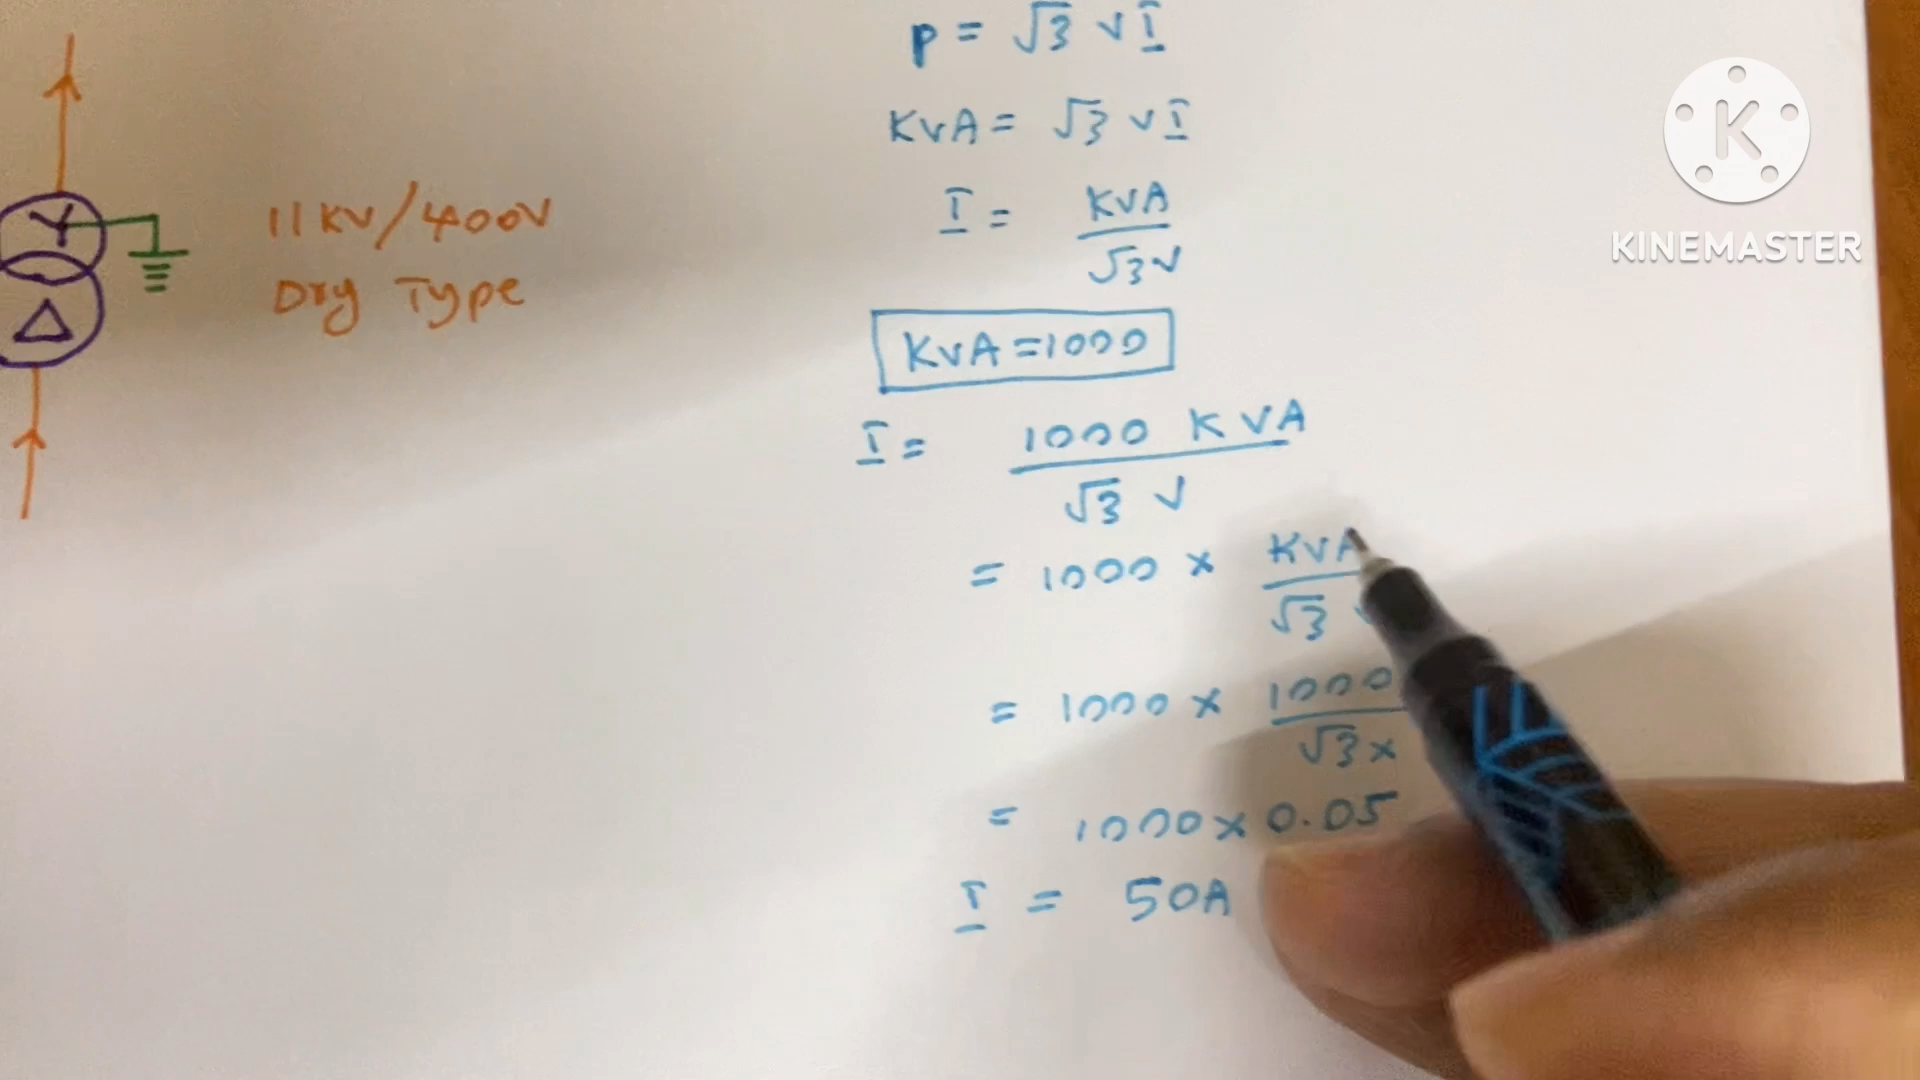 p = √3 V I
KVA = √3 V I
I = KVA / √3 V
11KV/400V
Dry Type
KVA = 1000
I = 1000 KVA / √3 V
= 1000 × KVA / √3
= 1000 × 1000 / √3 ×
= 1000 × 0.05
I = 50A
K
KINEMASTER